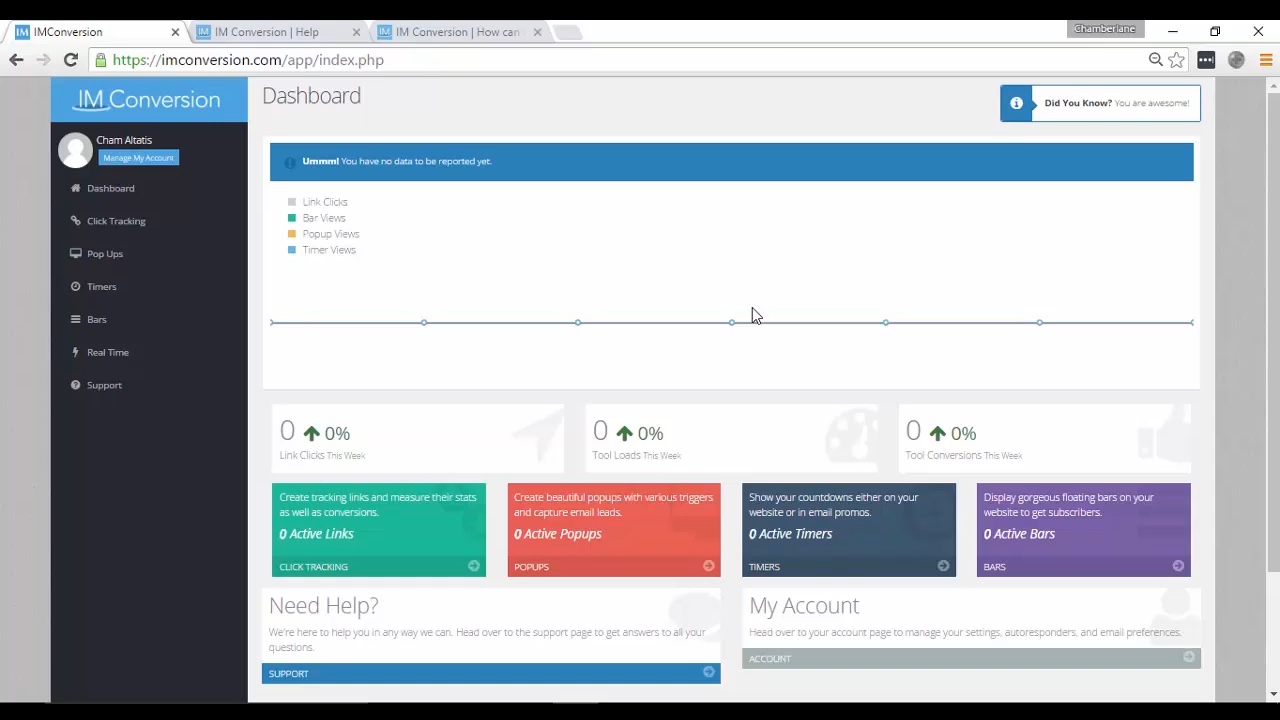 IMConversion
IM Conversion | Help
IM Conversion | How can
Chamberlane
https://imconversion.com/app/index.php
IM Conversion
Cham Altatis
Manage My Account
Dashboard
Click Tracking
Pop Ups
Timers
Bars
Real Time
Support
Dashboard
Did You Know? You are awesome!
Ummm! You have no data to be reported yet.
Link Clicks
Bar Views
Popup Views
Timer Views
0 0%
Link Clicks This Week
0 0%
Tool Loads This Week
0 0%
Tool Conversions This Week
Create tracking links and measure their stats
as well as conversions.
0 Active Links
CLICK TRACKING
Create beautiful popups with various triggers
and capture email leads.
0 Active Popups
POPUPS
Show your countdowns either on your
website or in email promos.
0 Active Timers
TIMERS
Display gorgeous floating bars on your
website to get subscribers.
0 Active Bars
BARS
Need Help?
We're here to help you in any way we can. Head over to the support page to get answers to all your
questions.
SUPPORT
My Account
Head over to your account page to manage your settings, autoresponders, and email preferences.
ACCOUNT